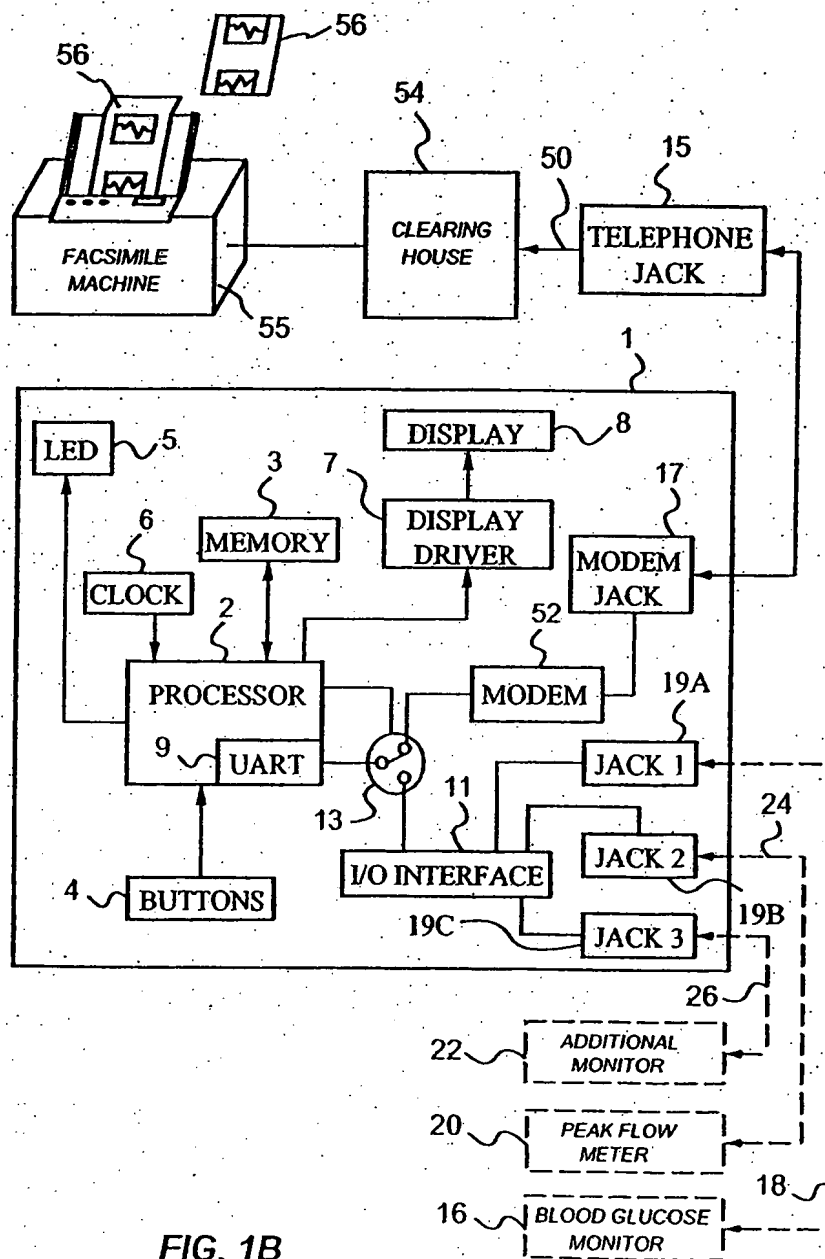 56
56
54
50
15
CLEARING
HOUSE
TELEPHONE
JACK
FACSIMILE
MACHINE
55
1
LED
5
DISPLAY
8
7
3
17
6
MEMORY
DISPLAY
DRIVER
MODEM
JACK
CLOCK
2
52
PROCESSOR
MODEM
19A
9
UART
JACK 1
13
11
24
I/O INTERFACE
JACK 2
4
BUTTONS
19B
19C
JACK 3
26
22
ADDITIONAL
MONITOR
20
PEAK FLOW
METER
18
16
BLOOD GLUCOSE
MONITOR
FIG. 1B